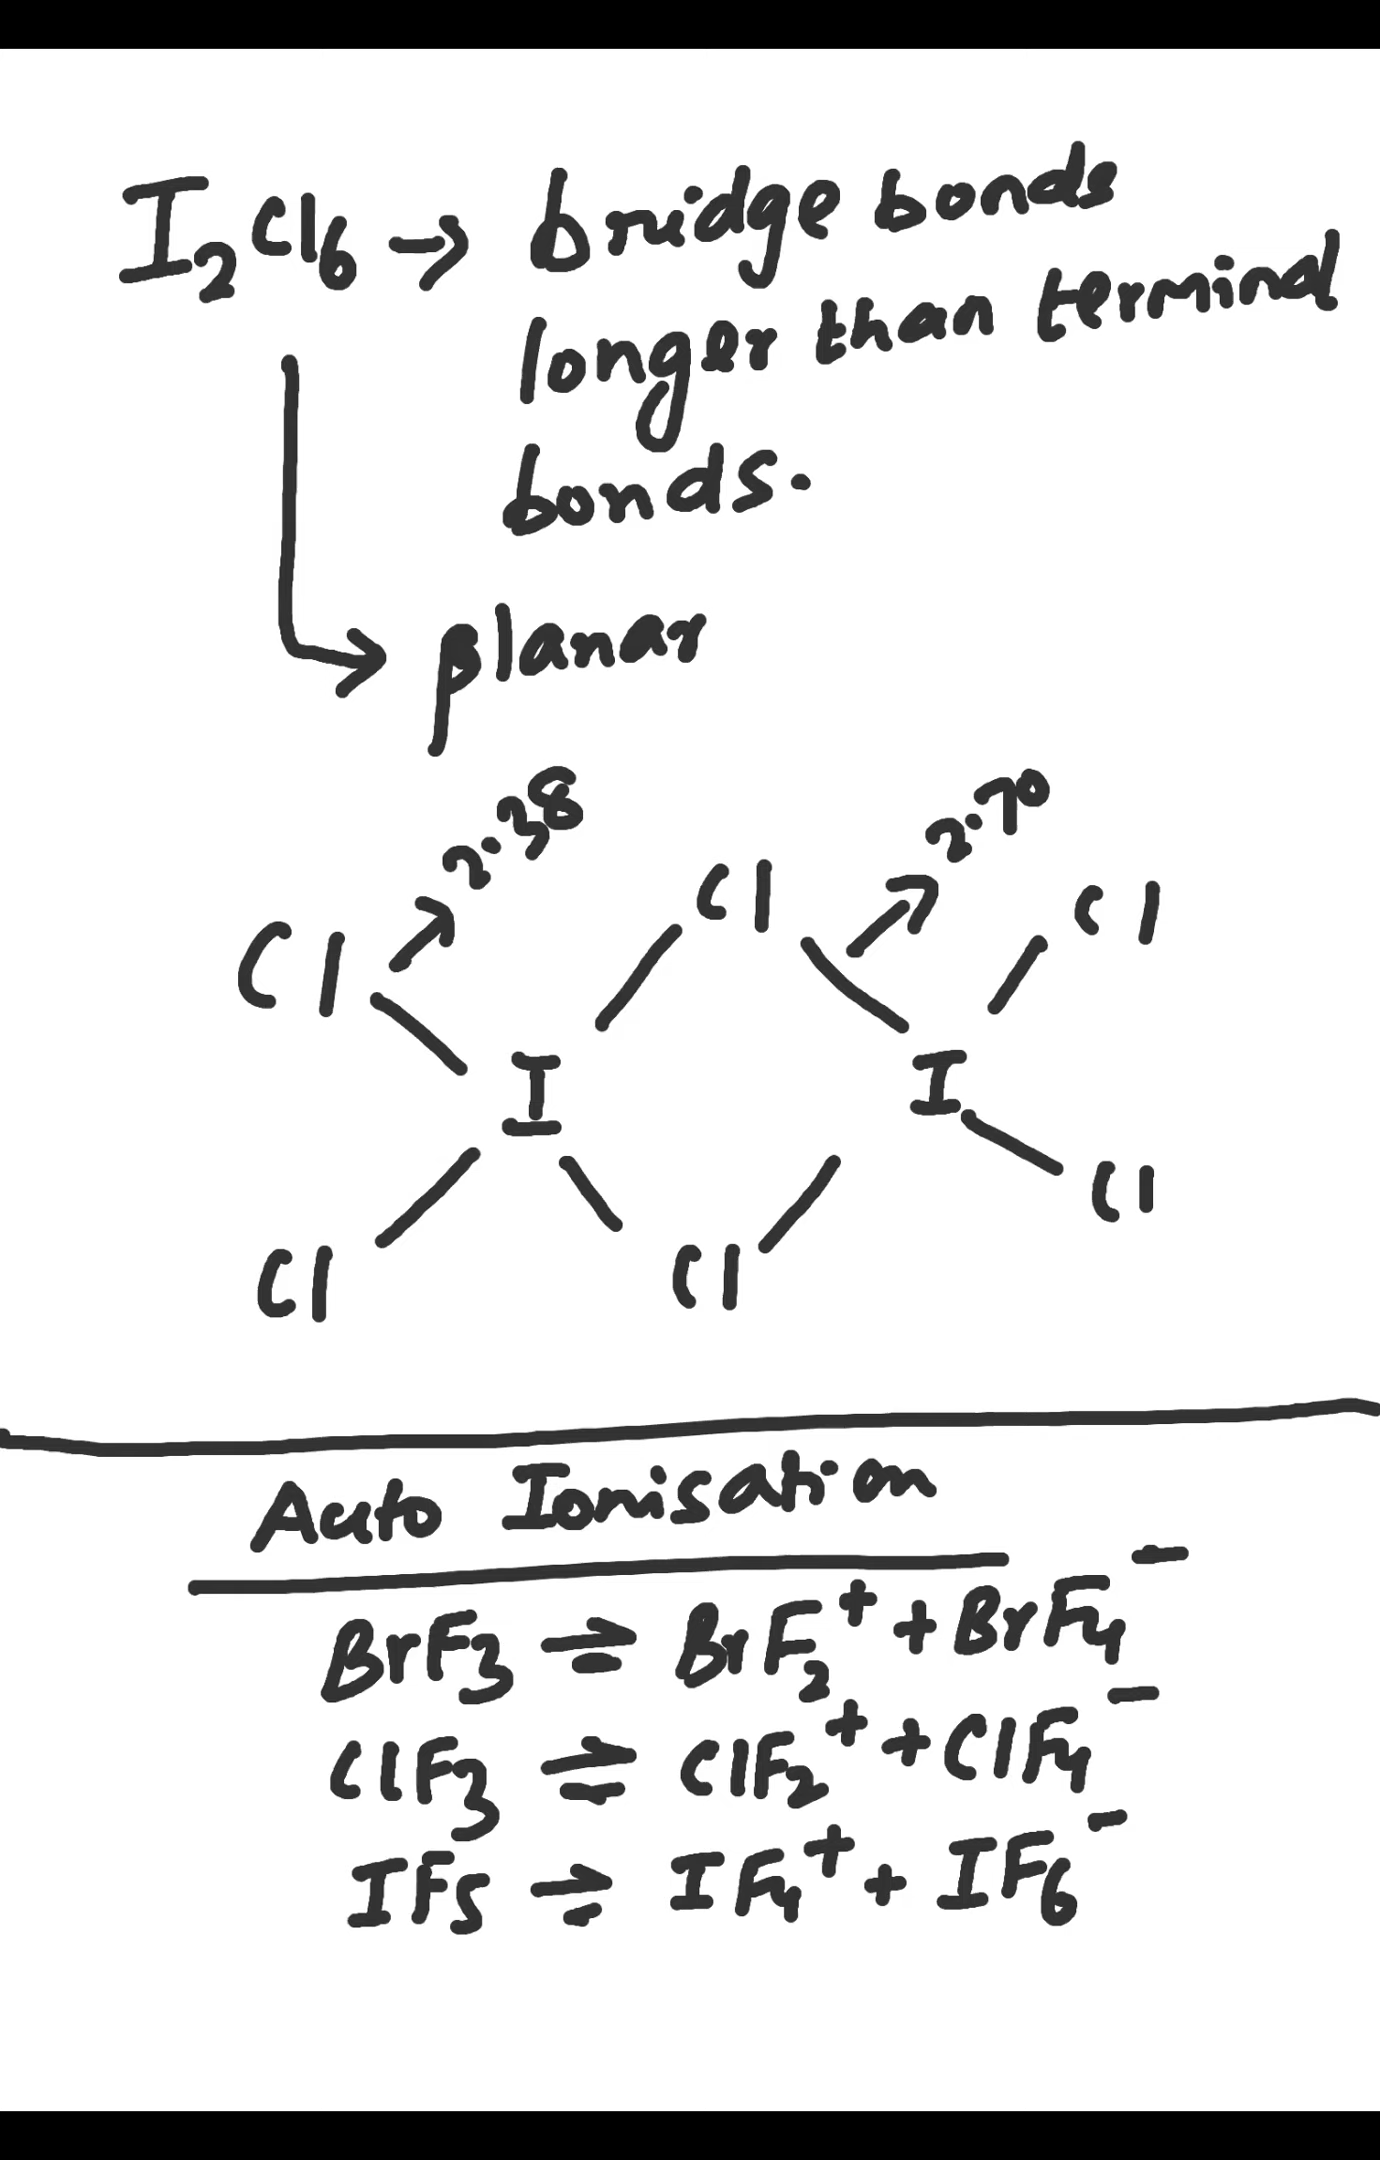 I₂Cl₆ → bridge bonds
longer than terminal
bonds.
planar
2.38
2.70
Cl Cl Cl
I I
Cl
Cl Cl
Auto Ionisation
BrF₃ ⇌ BrF₂⁺ + BrF₄⁻
ClF₃ ⇌ ClF₂⁺ + ClF₄⁻
IF₅ ⇌ IF₄⁺ + IF₆⁻